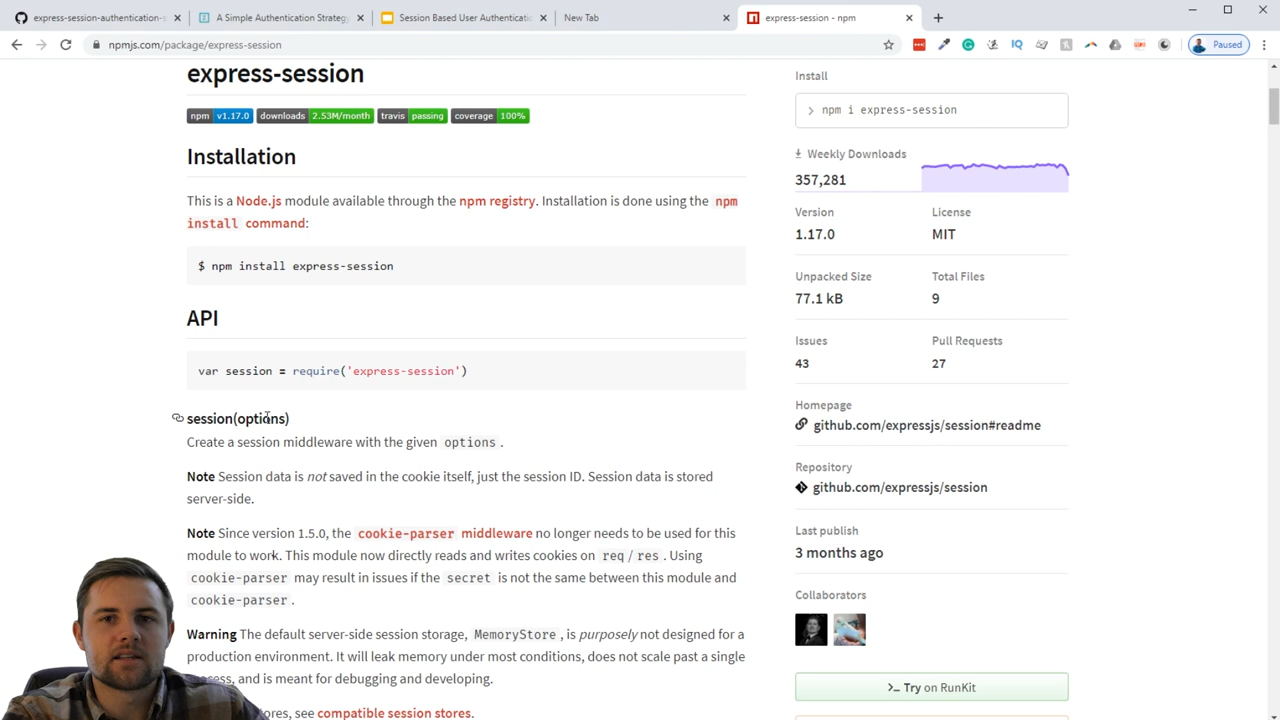 express-session-authentication-s
A Simple Authentication Strategy
Session Based User Authenticatio
New Tab
express-session - npm
npmjs.com/package/express-session
Paused
express-session
npm v1.17.0 downloads 2.53M/month travis passing coverage 100%
Installation
This is a Node.js module available through the npm registry. Installation is done using the npm
install command:
$ npm install express-session
API
var session = require('express-session')
session(options)
Create a session middleware with the given options.
Note Session data is not saved in the cookie itself, just the session ID. Session data is stored
server-side.
Note Since version 1.5.0, the cookie-parser middleware no longer needs to be used for this
module to work. This module now directly reads and writes cookies on req/res. Using
cookie-parser may result in issues if the secret is not the same between this module and
cookie-parser.
Warning The default server-side session storage, MemoryStore, is purposely not designed for a
production environment. It will leak memory under most conditions, does not scale past a single
, and is meant for debugging and developing.
see compatible session stores.
Install
> npm i express-session
Weekly Downloads
357,281
Version License
1.17.0 MIT
Unpacked Size Total Files
77.1 kB 9
Issues Pull Requests
43 27
Homepage
github.com/expressjs/session#readme
Repository
github.com/expressjs/session
Last publish
3 months ago
Collaborators
Try on RunKit